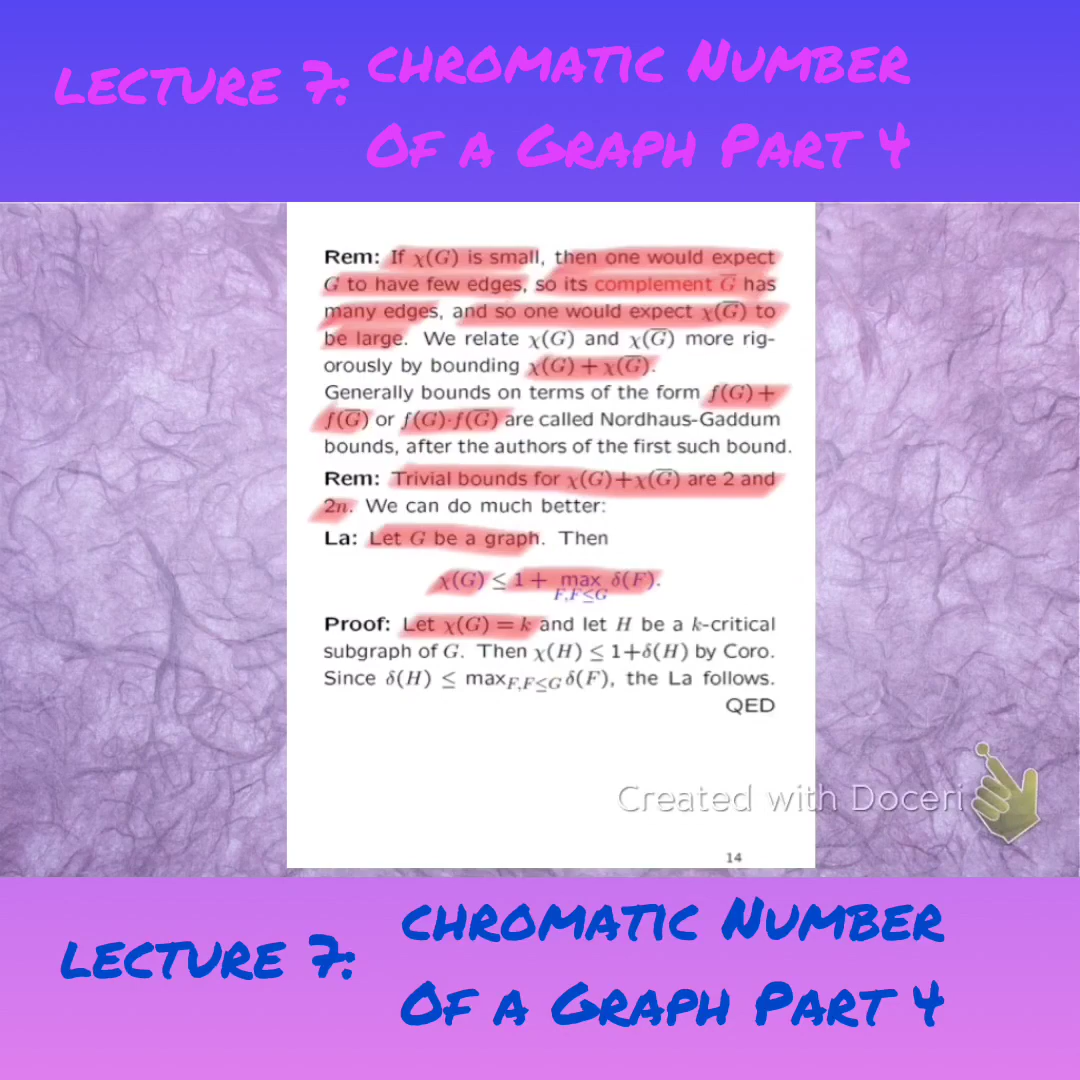 LECTURE 7: CHROMATIC NUMBER
OF A GRAPH PART 4
Rem: If χ(G) is small, then one would expect
G to have few edges, so its complement G̅ has
many edges, and so one would expect χ(G̅) to
be large. We relate χ(G) and χ(G̅) more rig-
orously by bounding χ(G) + χ(G̅).
Generally bounds on terms of the form f(G) +
f(G̅) or f(G)·f(G̅) are called Nordhaus-Gaddum
bounds, after the authors of the first such bound.
Rem: Trivial bounds for χ(G)+χ(G̅) are 2 and
2n. We can do much better:
La: Let G be a graph. Then
χ(G) ≤ 1 + max δ(F).
F,F≤G
Proof: Let χ(G) = k and let H be a k-critical
subgraph of G. Then χ(H) ≤ 1+δ(H) by Coro.
Since δ(H) ≤ maxF,F≤G δ(F), the La follows.
QED
Created with Doceri
14
LECTURE 7: CHROMATIC NUMBER
OF A GRAPH PART 4